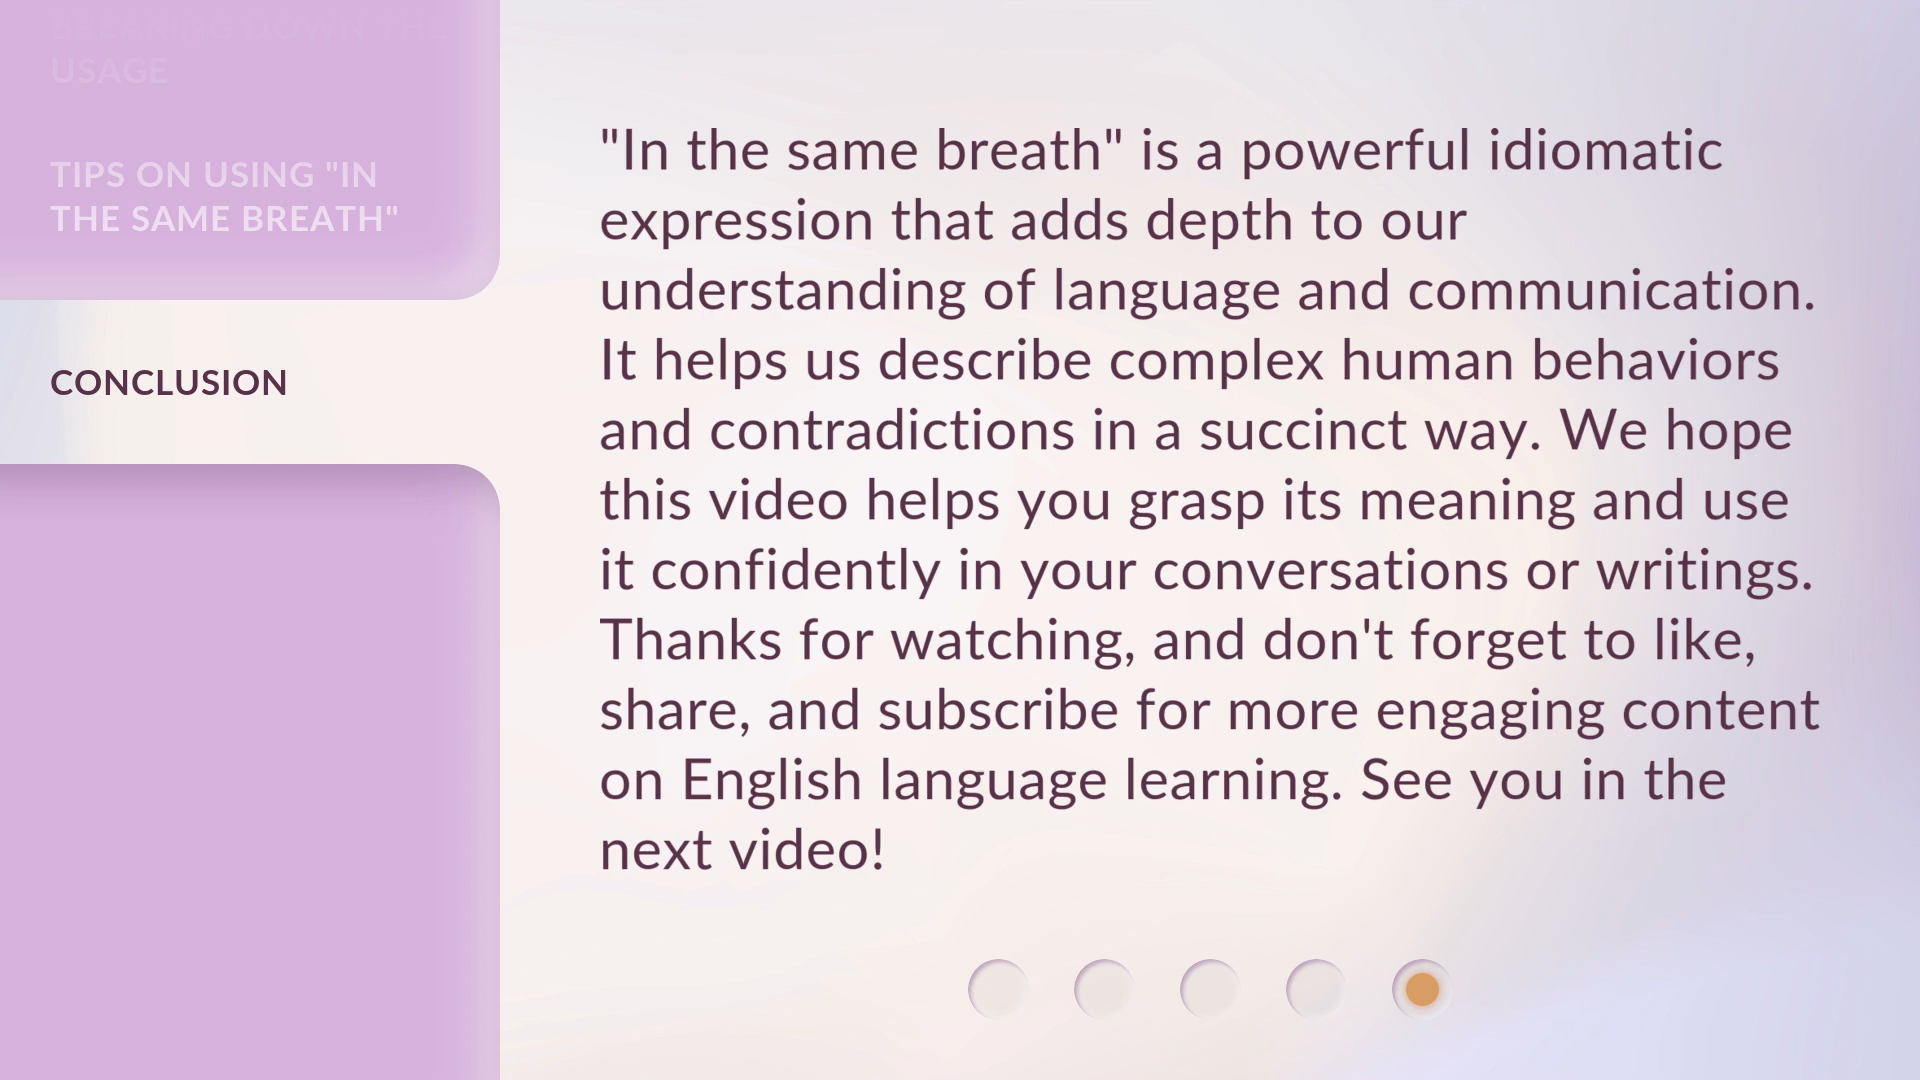 BREAKING DOWN THE
USAGE
TIPS ON USING "IN
THE SAME BREATH"
CONCLUSION
"In the same breath" is a powerful idiomatic
expression that adds depth to our
understanding of language and communication.
It helps us describe complex human behaviors
and contradictions in a succinct way. We hope
this video helps you grasp its meaning and use
it confidently in your conversations or writings.
Thanks for watching, and don't forget to like,
share, and subscribe for more engaging content
on English language learning. See you in the
next video!